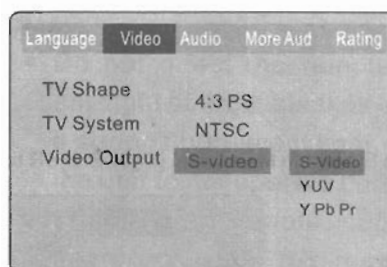 Language Video Audio More Aud Rating
TV Shape 4:3 PS
TV System NTSC
Video Output S-video S-Video
YUV
Y Pb Pr